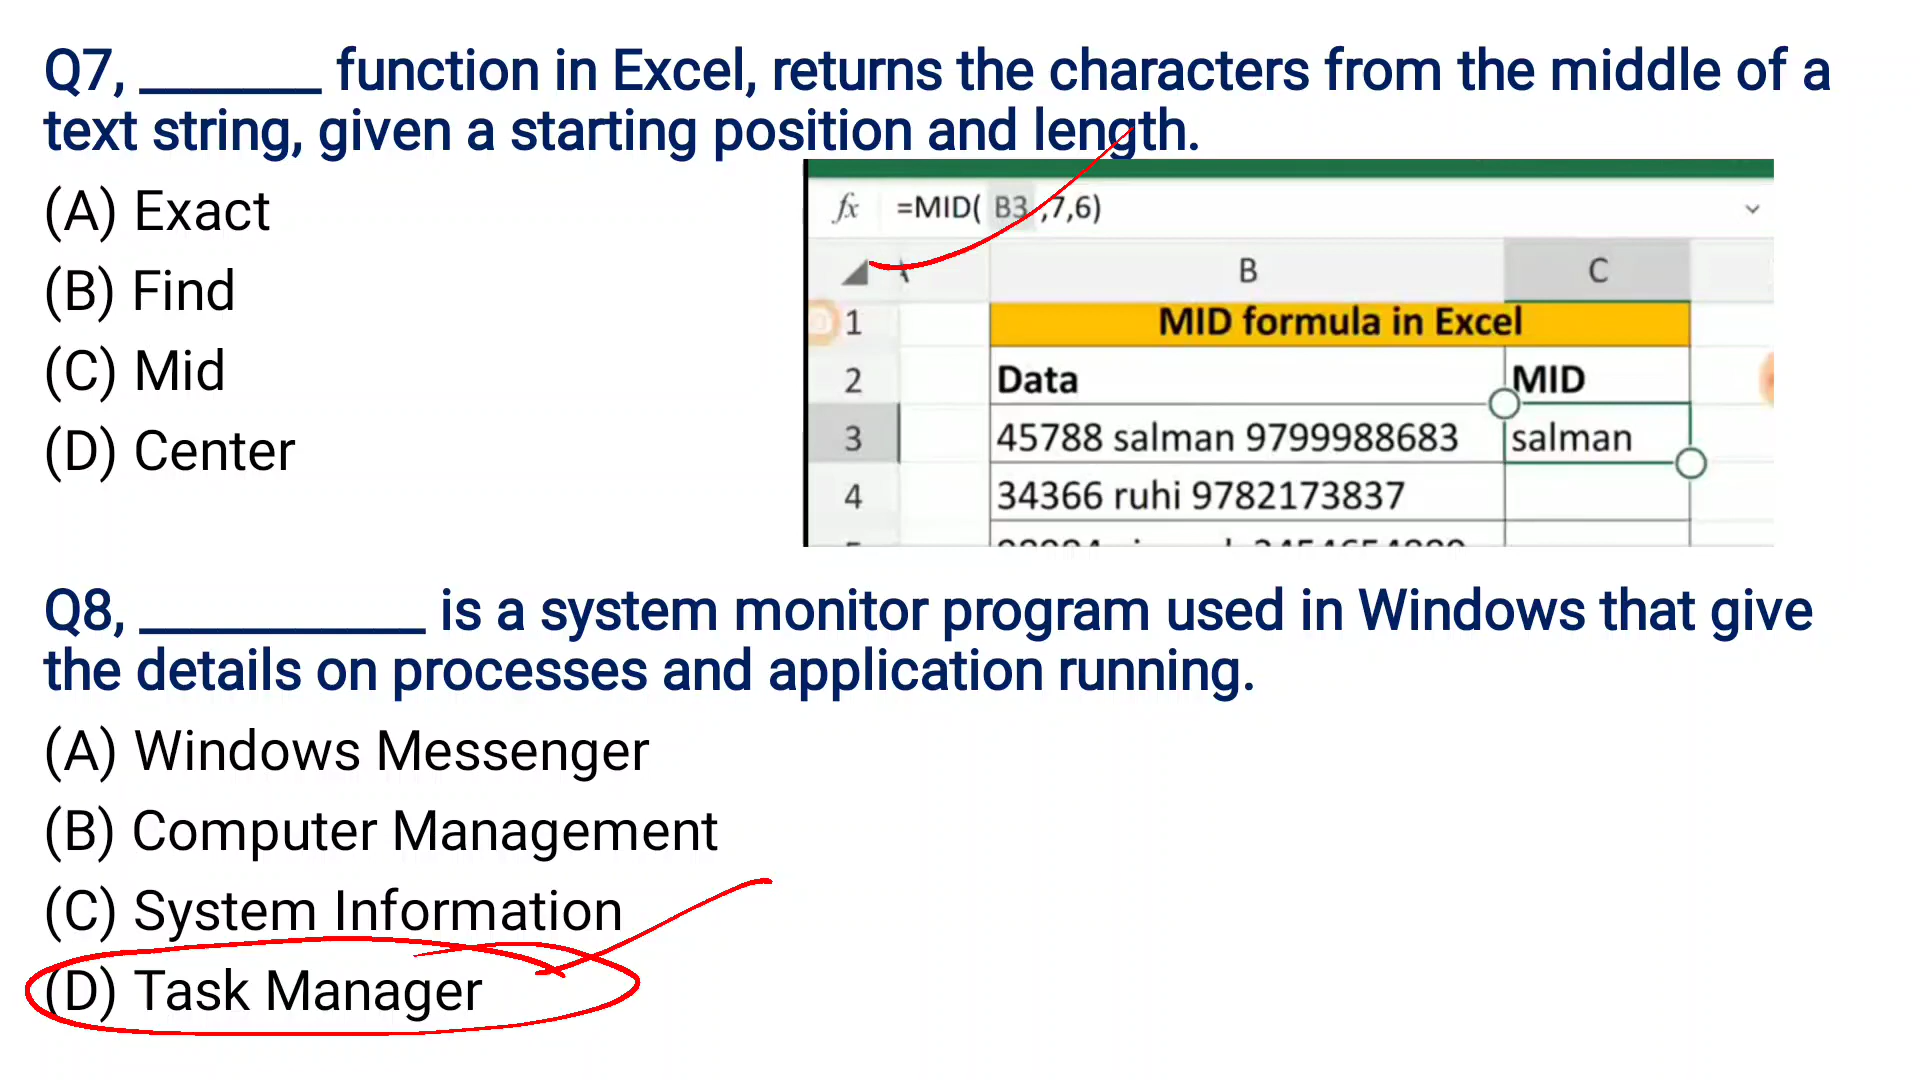 Q7, ______ function in Excel, returns the characters from the middle of a
text string, given a starting position and length.
(A) Exact
(B) Find
(C) Mid
(D) Center
fx =MID( B3 ,7,6)
B C
1 MID formula in Excel
2 Data MID
3 45788 salman 9799988683 salman
4 34366 ruhi 9782173837
Q8, __________ is a system monitor program used in Windows that give
the details on processes and application running.
(A) Windows Messenger
(B) Computer Management
(C) System Information
(D) Task Manager